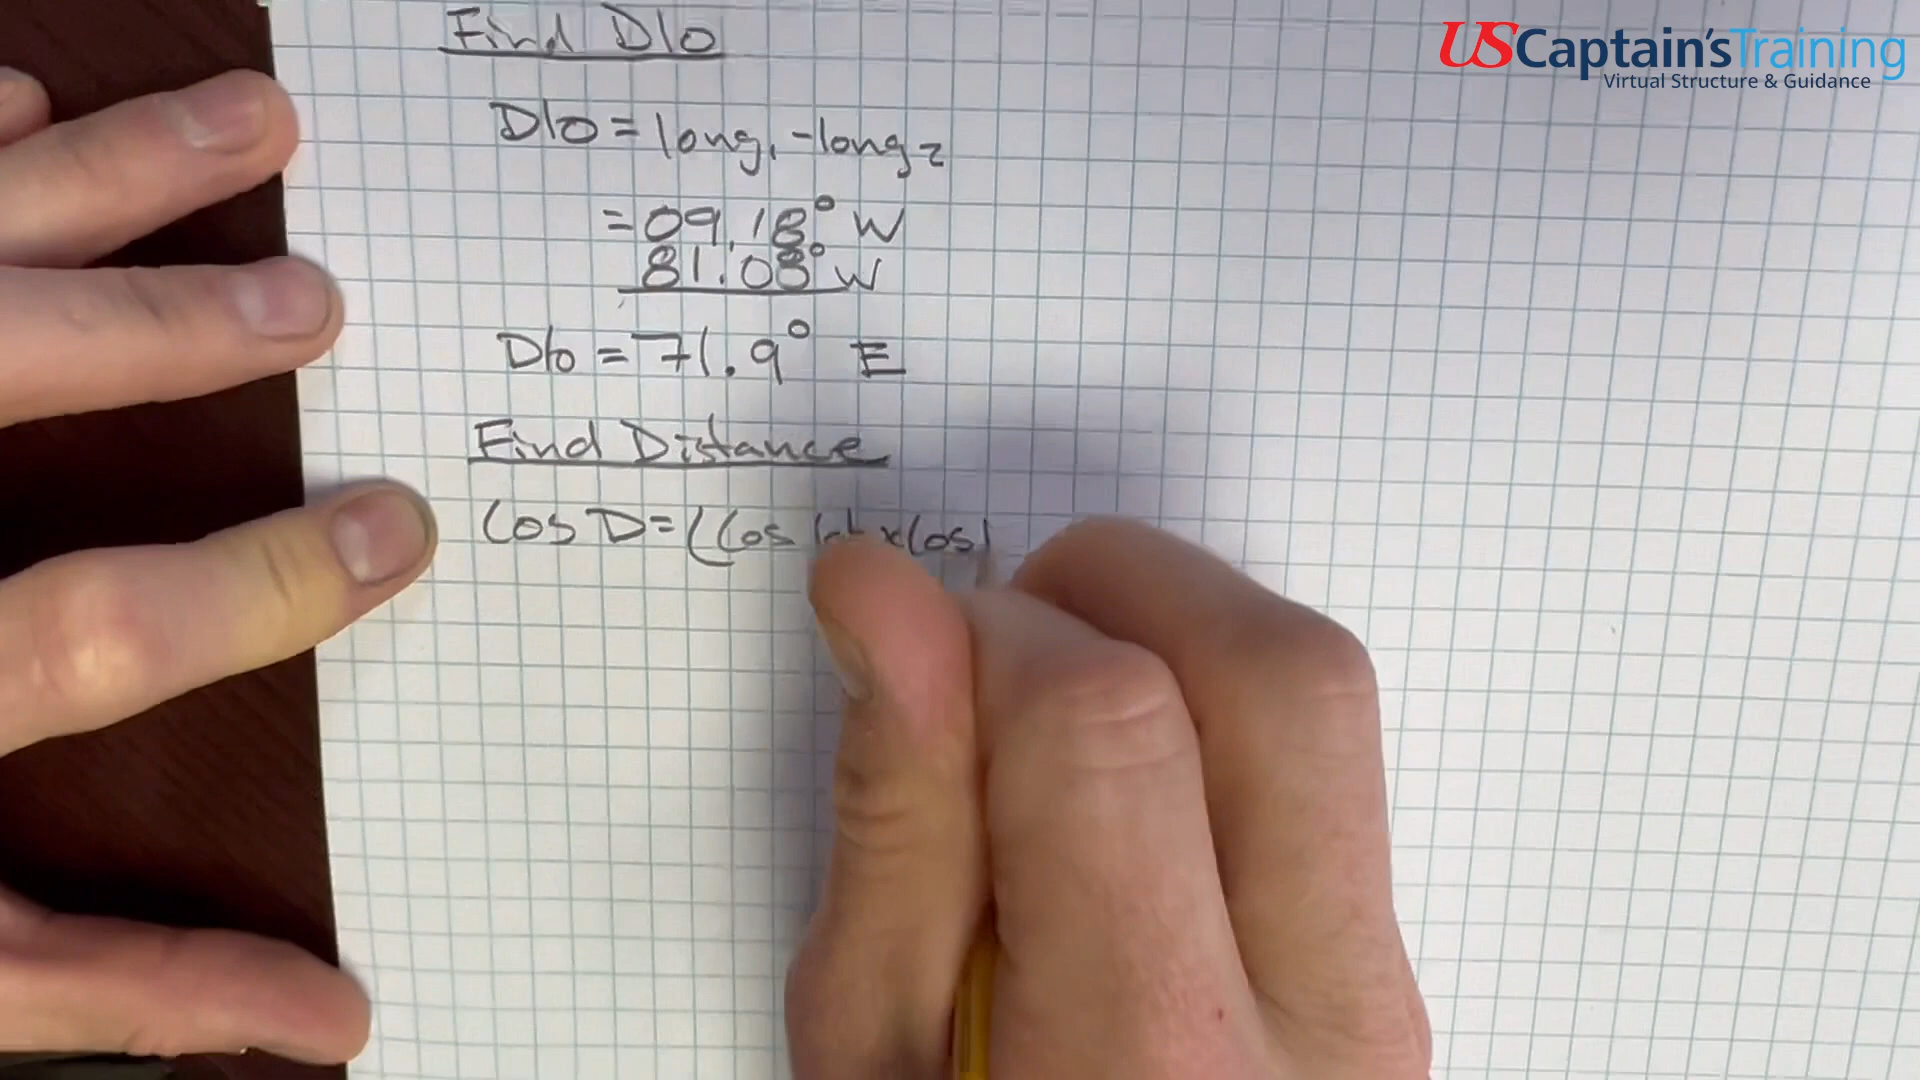 Find Dlo
USCaptain'sTraining
Virtual Structure & Guidance
Dlo = long₁ - long₂
= 09.18° W
81.08° W
Dlo = 71.9° E
Find Distance
Cos D = ((Cos lat x Cos l